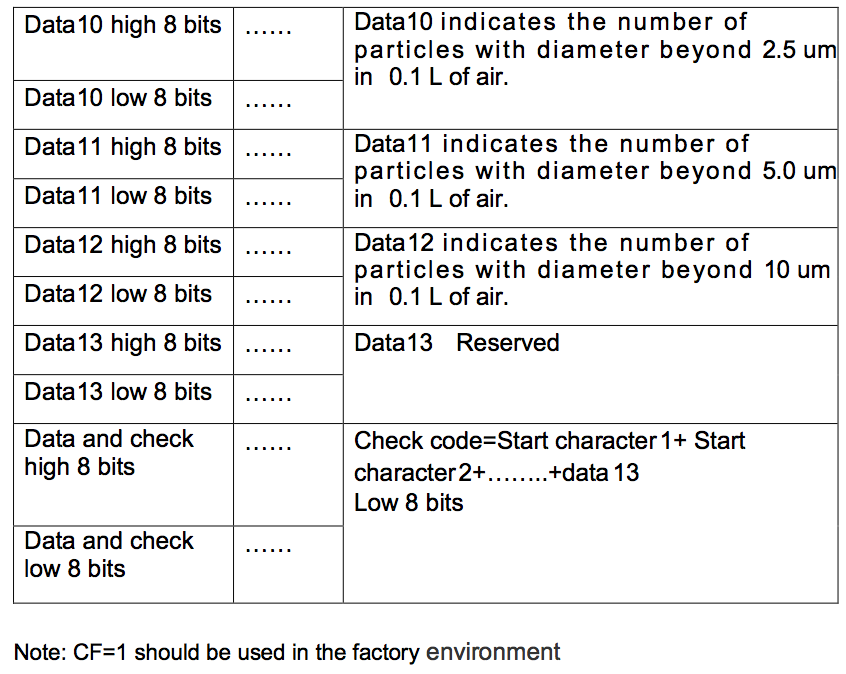 Data10 high 8 bits
……
Data10 indicates the number of
particles with diameter beyond 2.5 um
in 0.1 L of air.
Data10 low 8 bits
……
Data11 high 8 bits
……
Data11 indicates the number of
particles with diameter beyond 5.0 um
in 0.1 L of air.
Data11 low 8 bits
……
Data12 high 8 bits
……
Data12 indicates the number of
particles with diameter beyond 10 um
in 0.1 L of air.
Data12 low 8 bits
……
Data13 high 8 bits
……
Data13 Reserved
Data13 low 8 bits
……
Data and check
high 8 bits
……
Check code=Start character1+ Start
character2+……..+data13
Low 8 bits
Data and check
low 8 bits
……
Note: CF=1 should be used in the factory environment